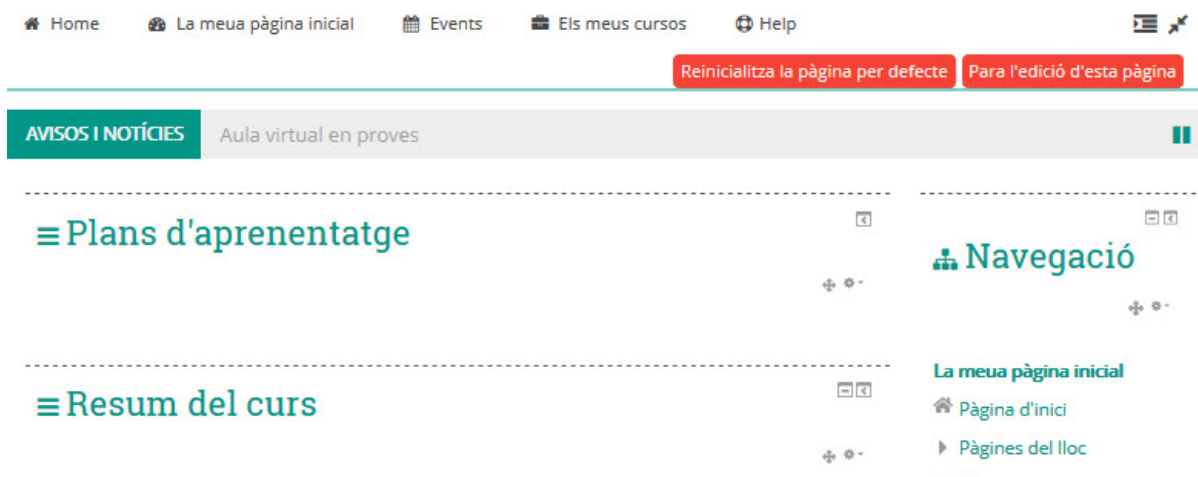 Home La meua pàgina inicial Events Els meus cursos Help
Reinicialitza la pàgina per defecte Para l'edició d'esta pàgina
AVISOS I NOTÍCIES Aula virtual en proves
Plans d'aprenentatge
Navegació
La meua pàgina inicial
Resum del curs
Pàgina d'inici
Pàgines del lloc